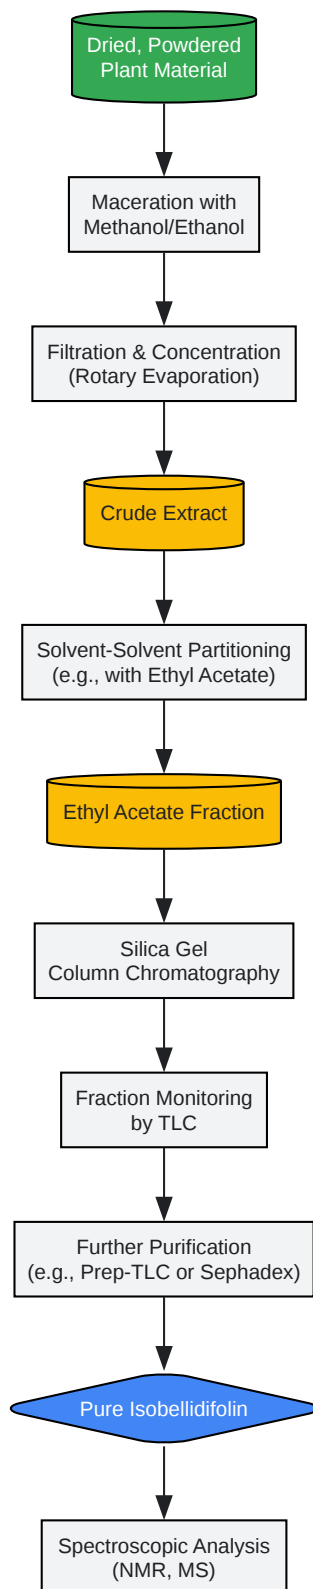 Dried, Powdered
Plant Material
Maceration with
Methanol/Ethanol
Filtration & Concentration
(Rotary Evaporation)
Crude Extract
Solvent-Solvent Partitioning
(e.g., with Ethyl Acetate)
Ethyl Acetate Fraction
Silica Gel
Column Chromatography
Fraction Monitoring
by TLC
Further Purification
(e.g., Prep-TLC or Sephadex)
Pure Isobellidifolin
Spectroscopic Analysis
(NMR, MS)